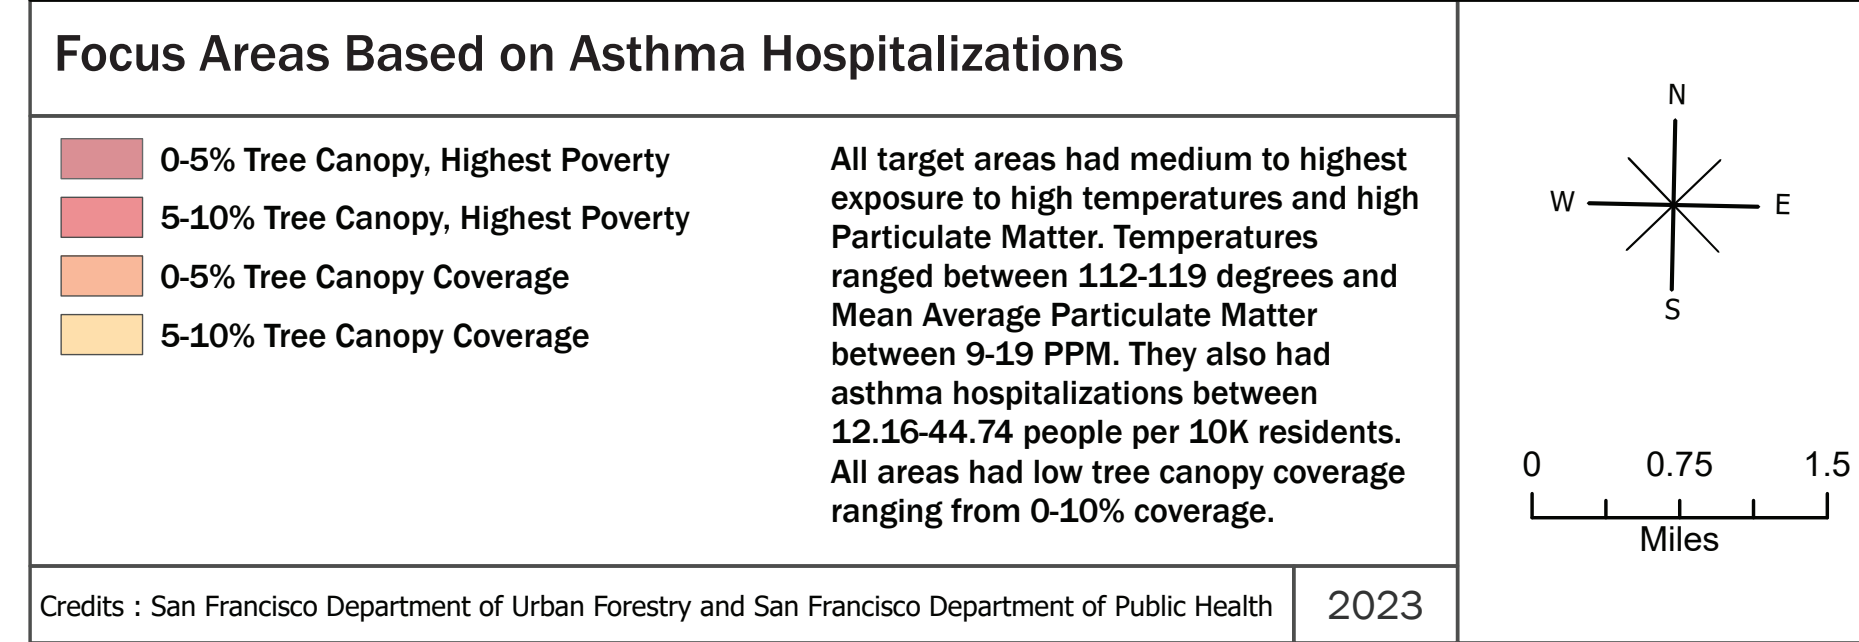 Focus Areas Based on Asthma Hospitalizations
0-5% Tree Canopy, Highest Poverty
5-10% Tree Canopy, Highest Poverty
0-5% Tree Canopy Coverage
5-10% Tree Canopy Coverage
All target areas had medium to highest
exposure to high temperatures and high
Particulate Matter. Temperatures
ranged between 112-119 degrees and
Mean Average Particulate Matter
between 9-19 PPM. They also had
asthma hospitalizations between
12.16-44.74 people per 10K residents.
All areas had low tree canopy coverage
ranging from 0-10% coverage.
Credits : San Francisco Department of Urban Forestry and San Francisco Department of Public Health
2023
N
W E
S
0 0.75 1.5
Miles